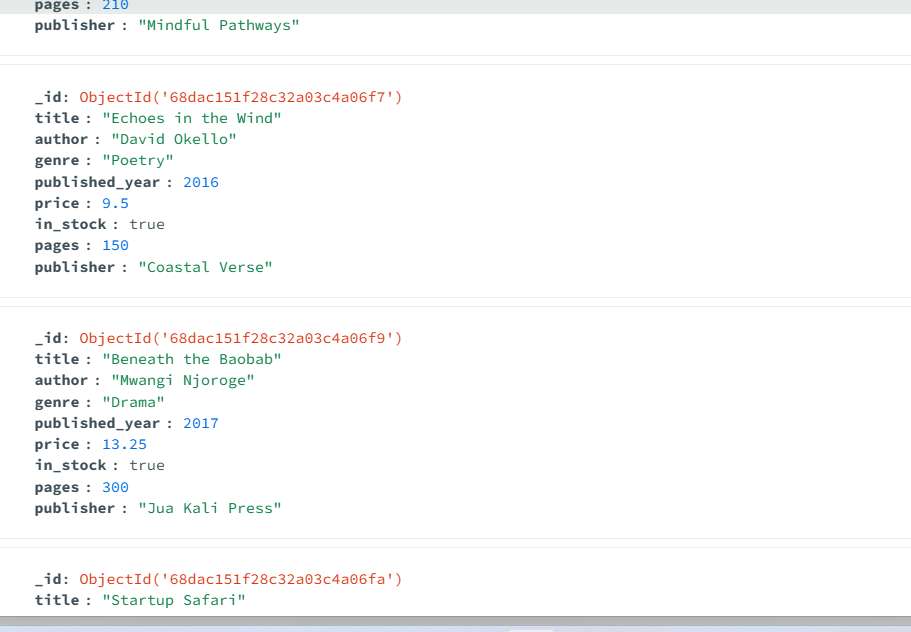 pages : 210
publisher : "Mindful Pathways"
_id: ObjectId('68dac151f28c32a03c4a06f7')
title : "Echoes in the Wind"
author : "David Okello"
genre : "Poetry"
published_year : 2016
price : 9.5
in_stock : true
pages : 150
publisher : "Coastal Verse"
_id: ObjectId('68dac151f28c32a03c4a06f9')
title : "Beneath the Baobab"
author : "Mwangi Njoroge"
genre : "Drama"
published_year : 2017
price : 13.25
in_stock : true
pages : 300
publisher : "Jua Kali Press"
_id: ObjectId('68dac151f28c32a03c4a06fa')
title : "Startup Safari"